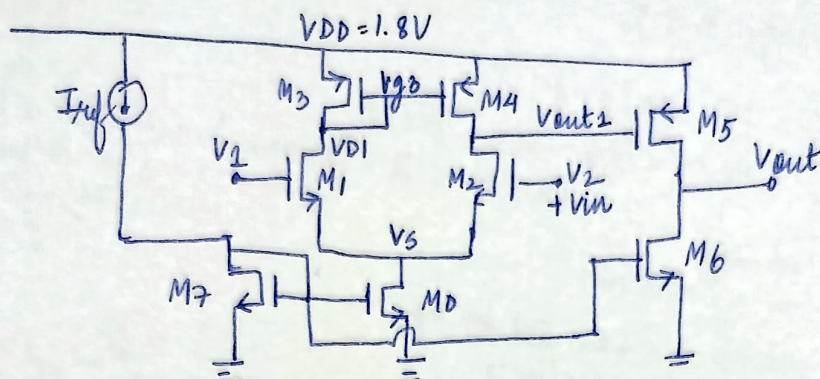 VDD=1.8V
Iref
M3
Vg3
M4
Vout1
M5
V1
VD1
M1
M2
V2
+Vin
Vout
VS
M7
M0
M6